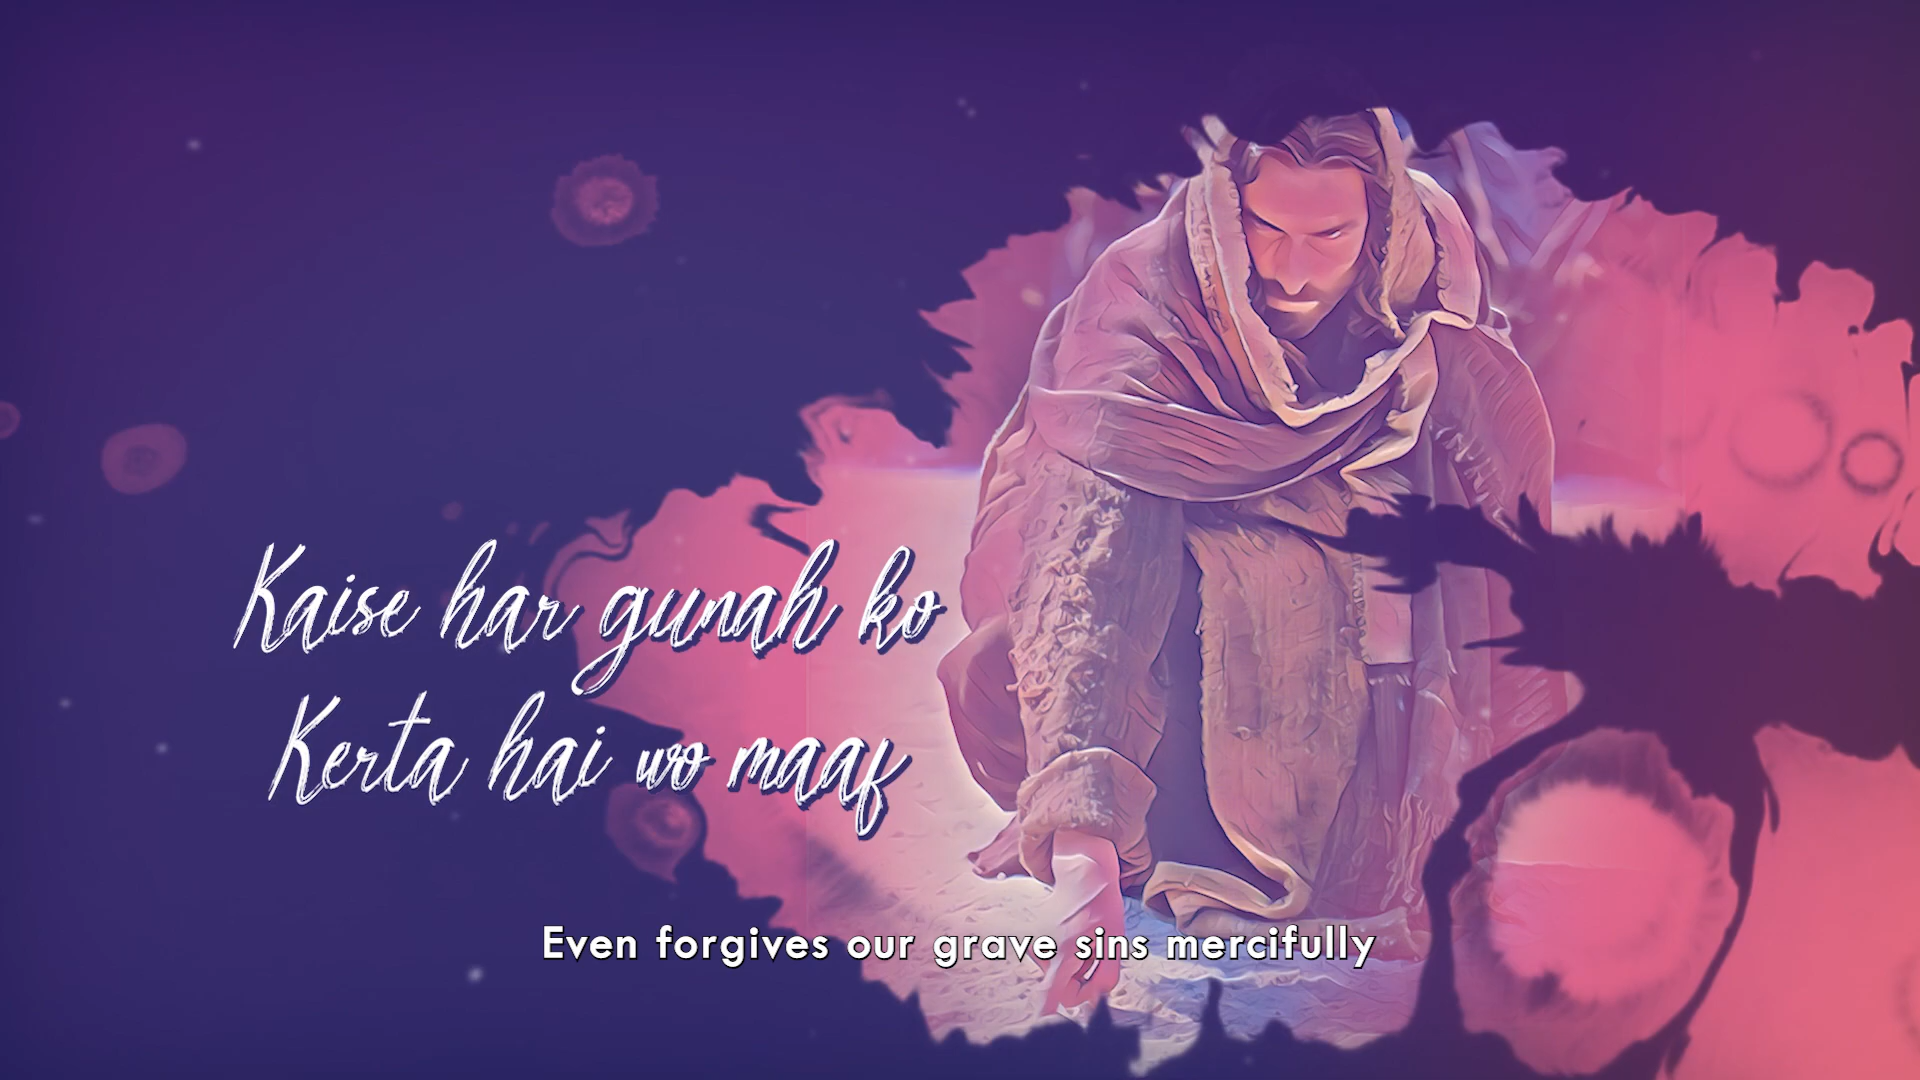 Kaise har gunah ko
Kerta hai wo maaf
Even forgives our grave sins mercifully